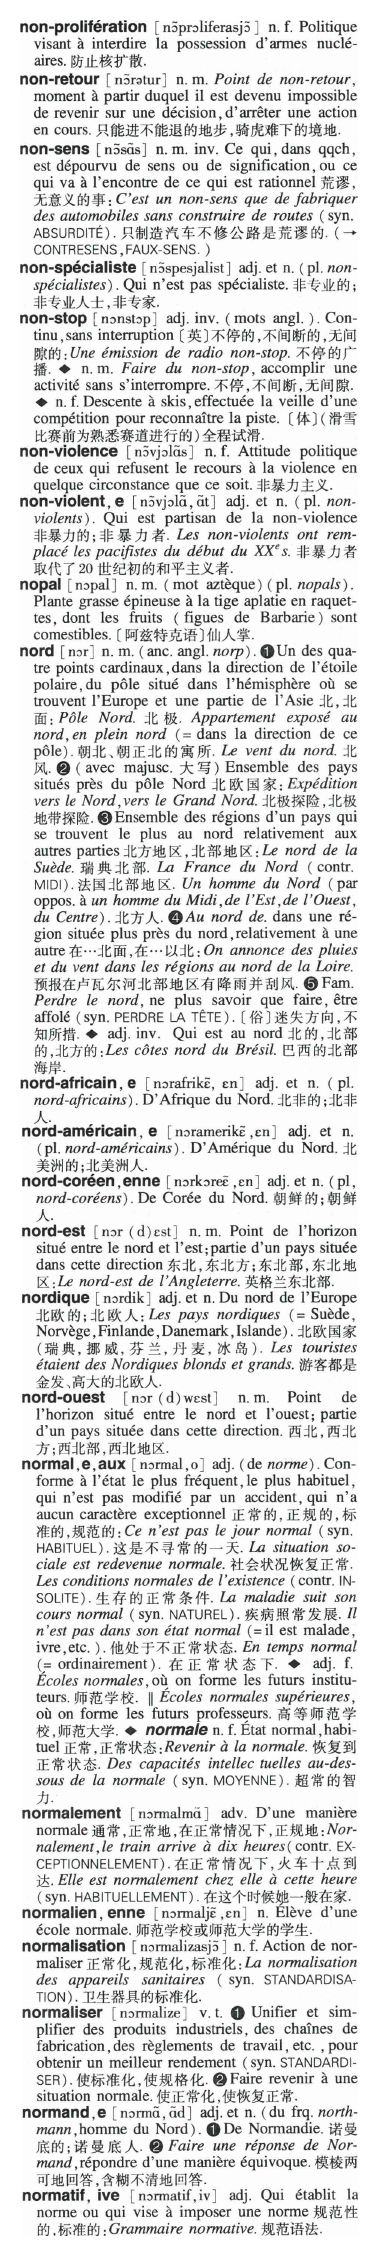 non-prolifération [nɔ̃prɔliferasjɔ̃] n. f. Politique
visant à interdire la possession d'armes nuclé-
aires. 防止核扩散.
non-retour [nɔ̃rətur] n. m. Point de non-retour,
moment à partir duquel il est devenu impossible
de revenir sur une décision, d'arrêter une action
en cours. 只能进不能退的地步,骑虎难下的境地.
non-sens [nɔ̃sɑ̃s] n. m. inv. Ce qui, dans qqch,
est dépourvu de sens ou de signification, ou ce
qui va à l'encontre de ce qui est rationnel 荒谬,
无意义的事: C'est un non-sens que de fabriquer
des automobiles sans construire de routes (syn.
ABSURDITÉ). 只制造汽车不修公路是荒谬的. (→
CONTRESENS, FAUX-SENS. )
non-spécialiste [nɔ̃spesjalist] adj. et n. (pl. non-
spécialistes). Qui n'est pas spécialiste. 非专业的;
非专业人士,非专家.
non-stop [nɔnstɔp] adj. inv. (mots angl. ). Con-
tinu, sans interruption 〔英〕不停的,不间断的,无间
隙的: Une émission de radio non-stop. 不停的广
播. ◆ n. m. Faire du non-stop, accomplir une
activité sans s'interrompre. 不停,不间断,无间隙.
◆ n. f. Descente à skis, effectuée la veille d'une
compétition pour reconnaître la piste. 〔体〕(滑雪
比赛前为熟悉赛道进行的)全程试滑.
non-violence [nɔ̃vjɔlɑ̃s] n. f. Attitude politique
de ceux qui refusent le recours à la violence en
quelque circonstance que ce soit. 非暴力主义.
non-violent, e [nɔ̃vjɔlɑ̃, ɑ̃t] adj. et n. (pl. non-
violents). Qui est partisan de la non-violence
非暴力的;非暴力者. Les non-violents ont rem-
placé les pacifistes du début du XXe s. 非暴力者
取代了 20 世纪初的和平主义者.
nopal [nɔpal] n. m. (mot aztèque) (pl. nopals).
Plante grasse épineuse à la tige aplatie en raquet-
tes, dont les fruits (figues de Barbarie) sont
comestibles. 〔阿兹特克语〕仙人掌.
nord [nɔr] n. m. (anc. angl. norp). ❶Un des qua-
tre points cardinaux, dans la direction de l'étoile
polaire, du pôle situé dans l'hémisphère où se
trouvent l'Europe et une partie de l'Asie 北,北
面: Pôle Nord. 北极. Appartement exposé au
nord, en plein nord (= dans la direction de ce
pôle). 朝北、朝正北的寓所. Le vent du nord. 北
风. ❷ (avec majusc. 大写) Ensemble des pays
situés près du pôle Nord 北欧国家: Expédition
vers le Nord, vers le Grand Nord. 北极探险,北极
地带探险. ❸Ensemble des régions d'un pays qui
se trouvent le plus au nord relativement aux
autres parties 北方地区,北部地区: Le nord de la
Suède. 瑞典北部. La France du Nord (contr.
MIDI). 法国北部地区. Un homme du Nord (par
oppos. à un homme du Midi, de l'Est, de l'Ouest,
du Centre). 北方人. ❹Au nord de. dans une ré-
gion située plus près du nord, relativement à une
autre 在…北面,在…以北: On annonce des pluies
et du vent dans les régions au nord de la Loire.
预报在卢瓦尔河北部地区有降雨并刮风. ❺ Fam.
Perdre le nord, ne plus savoir que faire, être
affolé (syn. PERDRE LA TÊTE). 〔俗〕迷失方向,不
知所措. ◆ adj. inv. Qui est au nord 北的,北部
的,北方的: Les côtes nord du Brésil. 巴西的北部
海岸.
nord-africain, e [nɔrafrikɛ̃, ɛn] adj. et n. (pl.
nord-africains). D'Afrique du Nord. 北非的;北非
人.
nord-américain, e [nɔramerikɛ̃, ɛn] adj. et n.
(pl. nord-américains). D'Amérique du Nord. 北
美洲的;北美洲人.
nord-coréen, enne [nɔrkɔreɛ̃, ɛn] adj. et n. (pl,
nord-coréens). De Corée du Nord. 朝鲜的;朝鲜
人.
nord-est [nɔr (d)ɛst] n. m. Point de l'horizon
situé entre le nord et l'est; partie d'un pays située
dans cette direction 东北,东北方;东北部,东北地
区: Le nord-est de l'Angleterre. 英格兰东北部.
nordique [nɔrdik] adj. et n. Du nord de l'Europe
北欧的;北欧人: Les pays nordiques (= Suède,
Norvège, Finlande, Danemark, Islande). 北欧国家
(瑞典, 挪威, 芬兰, 丹麦, 冰岛). Les touristes
étaient des Nordiques blonds et grands. 游客都是
金发、高大的北欧人.
nord-ouest [nɔr (d)wɛst] n. m. Point de
l'horizon situé entre le nord et l'ouest; partie
d'un pays située dans cette direction. 西北,西北
方;西北部,西北地区.
normal, e, aux [nɔrmal, o] adj. (de norme). Con-
forme à l'état le plus fréquent, le plus habituel,
qui n'est pas modifié par un accident, qui n'a
aucun caractère exceptionnel 正常的,正规的,标
准的,规范的: Ce n'est pas le jour normal (syn.
HABITUEL). 这是不寻常的一天. La situation so-
ciale est redevenue normale. 社会状况恢复正常.
Les conditions normales de l'existence (contr. IN-
SOLITE). 生存的正常条件. La maladie suit son
cours normal (syn. NATUREL). 疾病照常发展. Il
n'est pas dans son état normal (= il est malade,
ivre, etc. ). 他处于不正常状态. En temps normal
(= ordinairement). 在正常状态下. ◆ adj. f.
Écoles normales, où on forme les futurs institu-
teurs. 师范学校. ‖ Écoles normales supérieures,
où on forme les futurs professeurs. 高等师范学
校,师范大学. ◆ normale n. f. État normal, habi-
tuel 正常,正常状态: Revenir à la normale. 恢复到
正常状态. Des capacités intellec tuelles au-des-
sous de la normale (syn. MOYENNE). 超常的智
力.
normalement [nɔrmalmɑ̃] adv. D'une manière
normale 通常,正常地,在正常情况下,正规地: Nor-
nalement, le train arrive à dix heures (contr. EX-
CEPTIONNELEMENT). 在正常情况下,火车十点到
达. Elle est normalement chez elle à cette heure
(syn. HABITUELLEMENT). 在这个时候她一般在家.
normalien, enne [nɔrmaljɛ̃, ɛn] n. Élève d'une
école normale. 师范学校或师范大学的学生.
normalisation [nɔrmalizasjɔ̃] n. f. Action de nor-
maliser 正常化,规范化,标准化: La normalisation
des appareils sanitaires (syn. STANDARDISA-
TION). 卫生器具的标准化.
normaliser [nɔrmalize] v. t. ❶ Unifier et sim-
plifier des produits industriels, des chaînes de
fabrication, des règlements de travail, etc. , pour
obtenir un meilleur rendement (syn. STANDARDI-
SER). 使标准化,使规格化. ❷Faire revenir à une
situation normale. 使正常化,使恢复正常.
normand, e [nɔrmɑ̃, ɑ̃d] adj. et n. (du frq. north-
mann, homme du Nord). ❶De Normandie. 诺曼
底的;诺曼底人. ❷ Faire une réponse de Nor-
mand, répondre d'une manière équivoque. 模棱两
可地回答,含糊不清地回答.
normatif, ive [nɔrmatif, iv] adj. Qui établit la
norme ou qui vise à imposer une norme 规范性
的,标准的: Grammaire normative. 规范语法.